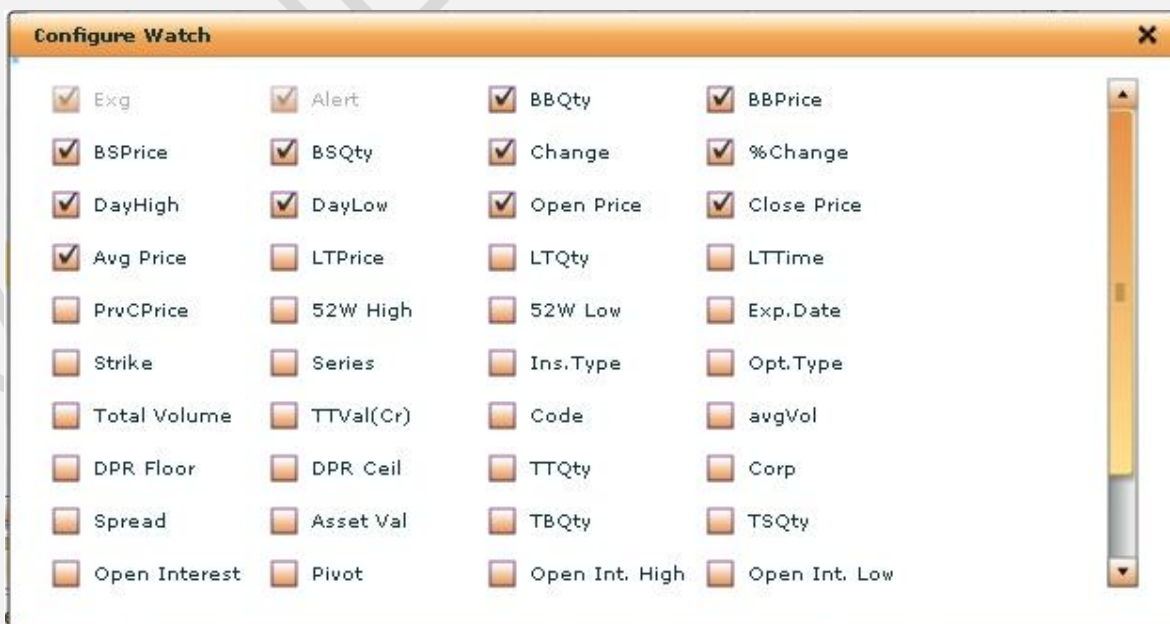 Configure Watch
Exg Alert BBQty BBPrice
BSPrice BSQty Change %Change
DayHigh DayLow Open Price Close Price
Avg Price LTPrice LTQty LTTime
PrvCPrice 52W High 52W Low Exp.Date
Strike Series Ins.Type Opt.Type
Total Volume TTVal(Cr) Code avgVol
DPR Floor DPR Ceil TTQty Corp
Spread Asset Val TBQty TSQty
Open Interest Pivot Open Int. High Open Int. Low